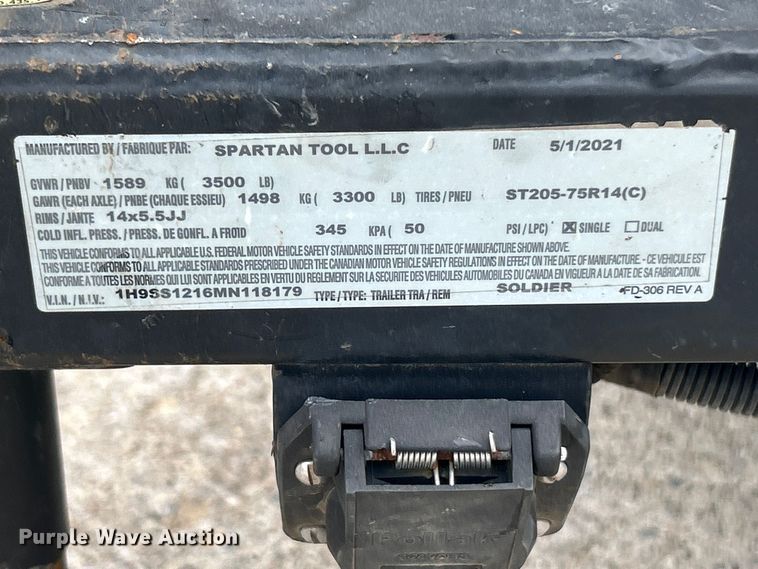 MANUFACTURED BY / FABRIQUE PAR: SPARTAN TOOL L.L.C DATE 5/1/2021
GVWR / PNBV 1589 KG ( 3500 LB)
GAWR (EACH AXLE) / PNBE (CHAQUE ESSIEU) 1498 KG ( 3300 LB) TIRES / PNEU ST205-75R14(C)
RIMS / JANTE 14x5.5JJ
COLD INFL. PRESS. / PRESS. DE GONFL. A FROID 345 KPA ( 50 PSI / LPC) ☒ SINGLE ☐ DUAL
THIS VEHICLE CONFORMS TO ALL APPLICABLE U.S. FEDERAL MOTOR VEHICLE SAFETY STANDARDS IN EFFECT ON THE DATE OF MANUFACTURE SHOWN ABOVE.
THIS VEHICLE CONFORMS TO ALL APPLICABLE STANDARDS PRESCRIBED UNDER THE CANADIAN MOTOR VEHICLE SAFETY REGULATIONS IN EFFECT ON THE DATE OF MANUFACTURE - CE VEHICULE EST
CONFORME A TOUTES LES NORMES QUI LUI SONT APPLICABLES EN VERTU DU REGLEMENT SUR LA SECURITE DES VEHICULES AUTOMOBILES DU CANADA EN VIGUEUR A LA DATE DE SA FABRICATION.
V.I.N. / N.I.V.: 1H9SS1216MN118179 TYPE / TYPE: TRAILER TRA / REM SOLDIER FD-306 REV A
Purple Wave Auction